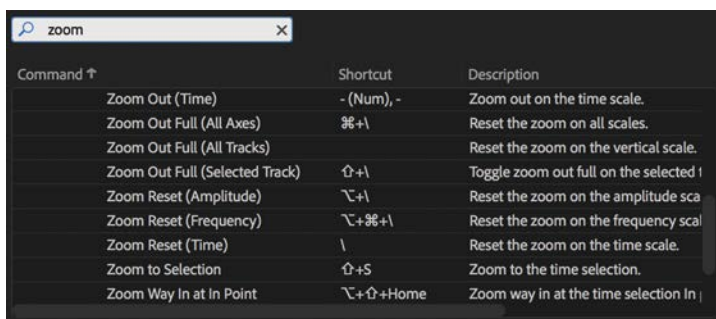 zoom
Command ↑ Shortcut Description
Zoom Out (Time) - (Num), - Zoom out on the time scale.
Zoom Out Full (All Axes) ⌘+\ Reset the zoom on all scales.
Zoom Out Full (All Tracks) Reset the zoom on the vertical scale.
Zoom Out Full (Selected Track) ⇧+\ Toggle zoom out full on the selected
Zoom Reset (Amplitude) ⌥+\ Reset the zoom on the amplitude sca
Zoom Reset (Frequency) ⌥+⌘+\ Reset the zoom on the frequency scal
Zoom Reset (Time) \ Reset the zoom on the time scale.
Zoom to Selection ⇧+S Zoom to the time selection.
Zoom Way In at In Point ⌥+⇧+Home Zoom way in at the time selection In